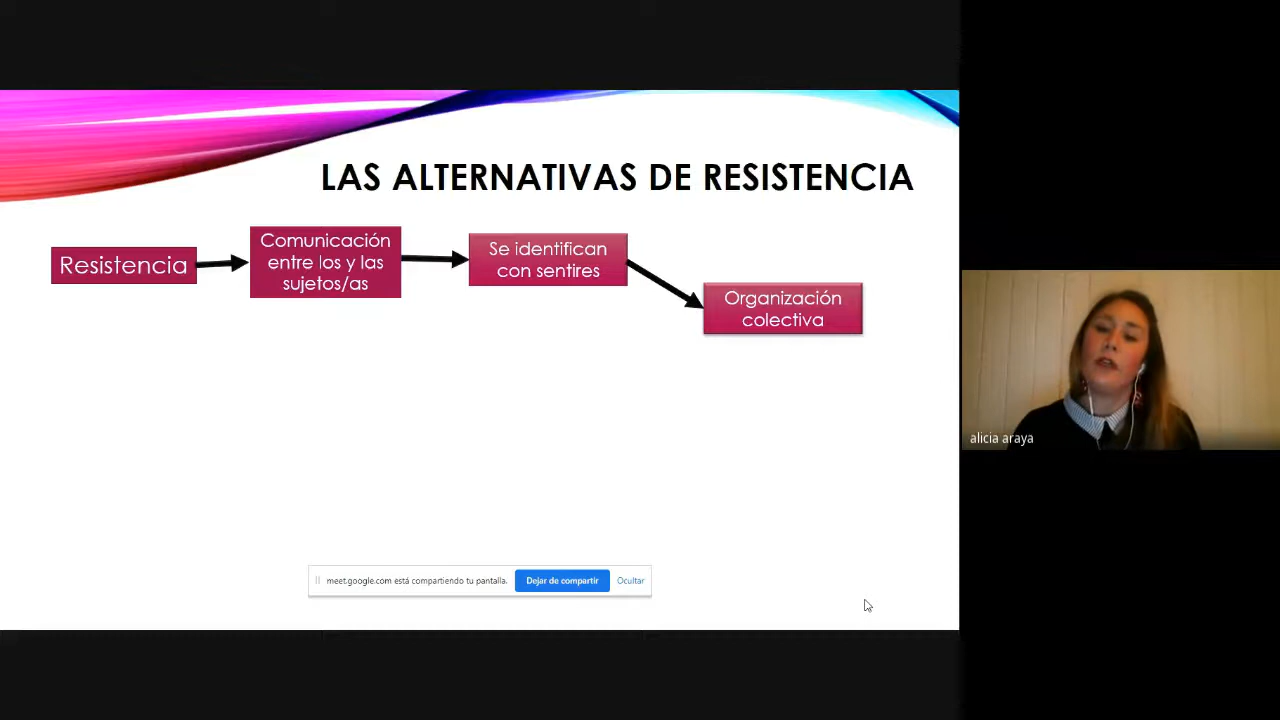 LAS ALTERNATIVAS DE RESISTENCIA
Resistencia
Comunicación
entre los y las
sujetos/as
Se identifican
con sentires
Organización
colectiva
alicia araya
meet.google.com está compartiendo tu pantalla.
Dejar de compartir
Ocultar